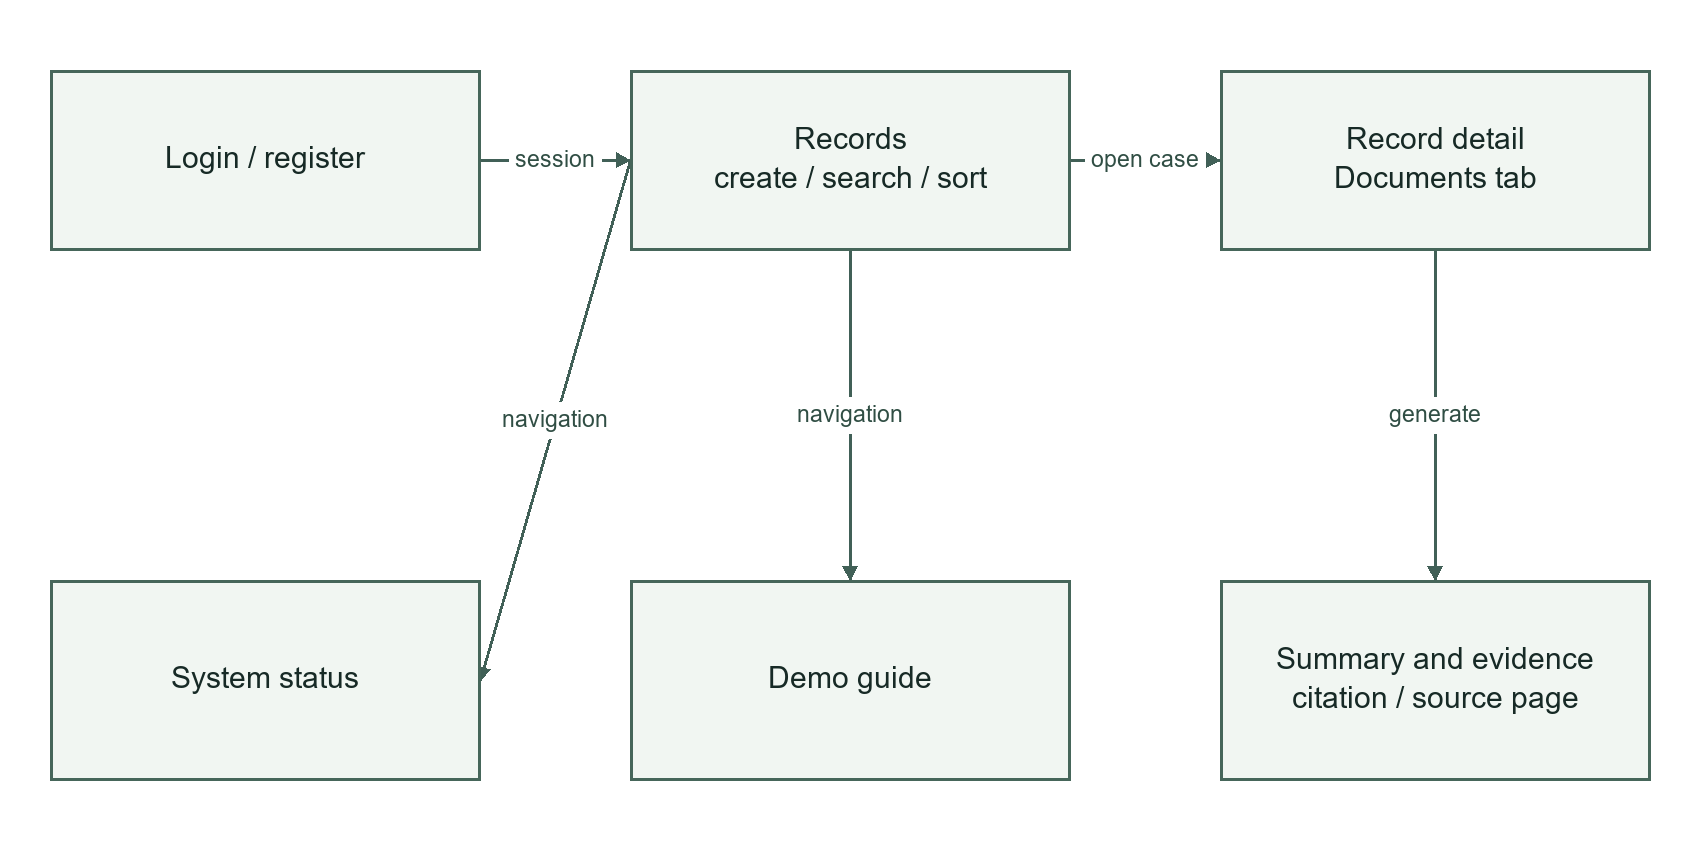 Login / register
session
Records
create / search / sort
open case
Record detail
Documents tab
navigation
navigation
generate
System status
Demo guide
Summary and evidence
citation / source page